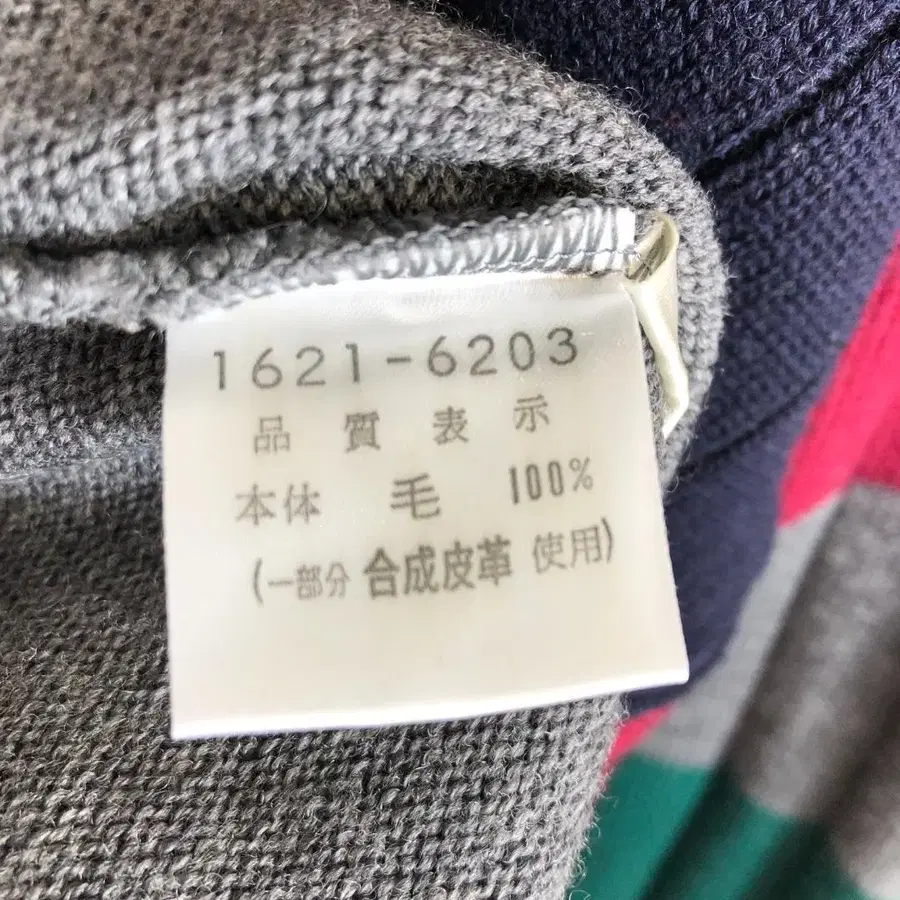 1621-6203
品質表示
本体 毛 100%
(一部分 合成皮革 使用)